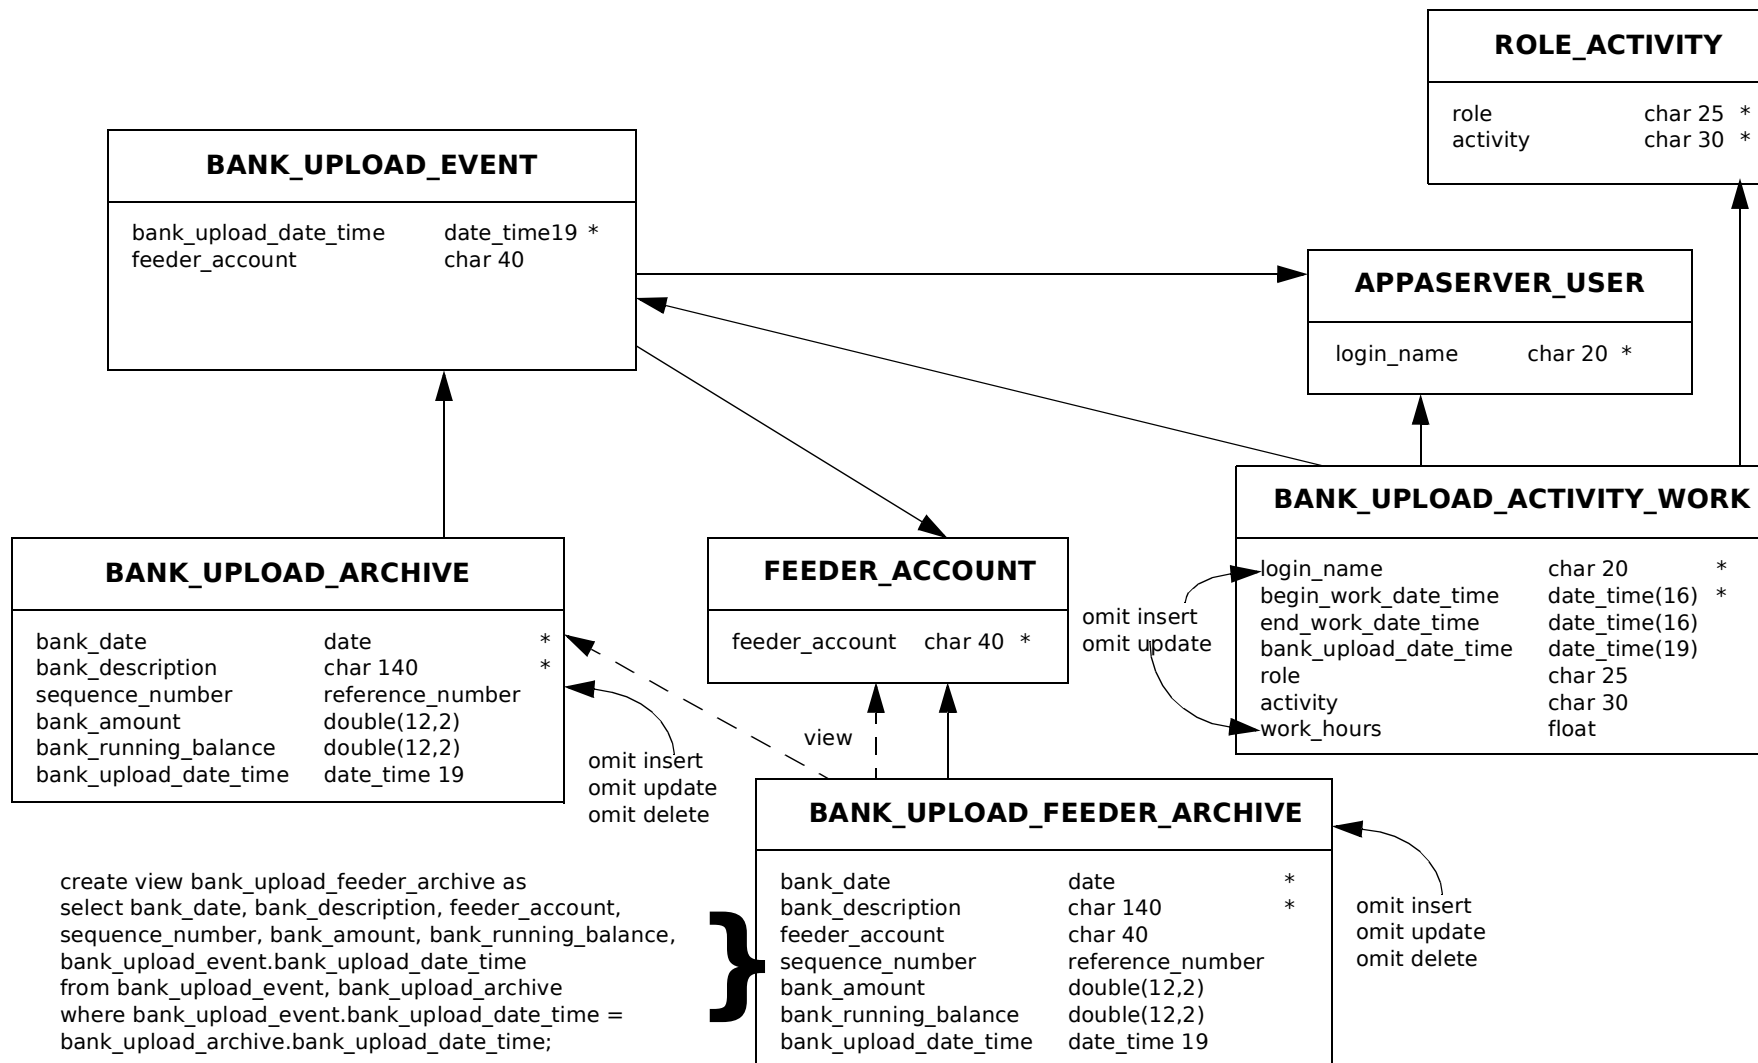 ROLE_ACTIVITY
role char 25 *
activity char 30 *
BANK_UPLOAD_EVENT
bank_upload_date_time date_time19 *
feeder_account char 40
APPASERVER_USER
login_name char 20 *
BANK_UPLOAD_ACTIVITY_WORK
login_name char 20 *
begin_work_date_time date_time(16) *
end_work_date_time date_time(16)
bank_upload_date_time date_time(19)
role char 25
activity char 30
work_hours float
omit insert
omit update
BANK_UPLOAD_ARCHIVE
bank_date date *
bank_description char 140 *
sequence_number reference_number
bank_amount double(12,2)
bank_running_balance double(12,2)
bank_upload_date_time date_time 19
omit insert
omit update
omit delete
FEEDER_ACCOUNT
feeder_account char 40 *
view
BANK_UPLOAD_FEEDER_ARCHIVE
bank_date date *
bank_description char 140 *
feeder_account char 40
sequence_number reference_number
bank_amount double(12,2)
bank_running_balance double(12,2)
bank_upload_date_time date_time 19
omit insert
omit update
omit delete
create view bank_upload_feeder_archive as
select bank_date, bank_description, feeder_account,
sequence_number, bank_amount, bank_running_balance,
bank_upload_event.bank_upload_date_time
from bank_upload_event, bank_upload_archive
where bank_upload_event.bank_upload_date_time =
bank_upload_archive.bank_upload_date_time;
}